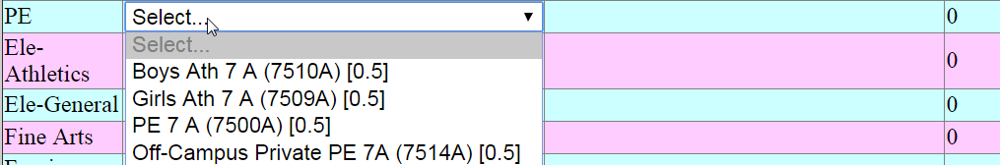 PE Select... 0
Select...
Ele-
Athletics 0
Boys Ath 7 A (7510A) [0.5]
Girls Ath 7 A (7509A) [0.5]
Ele-General 0
PE 7 A (7500A) [0.5]
Fine Arts 0
Off-Campus Private PE 7A (7514A) [0.5]